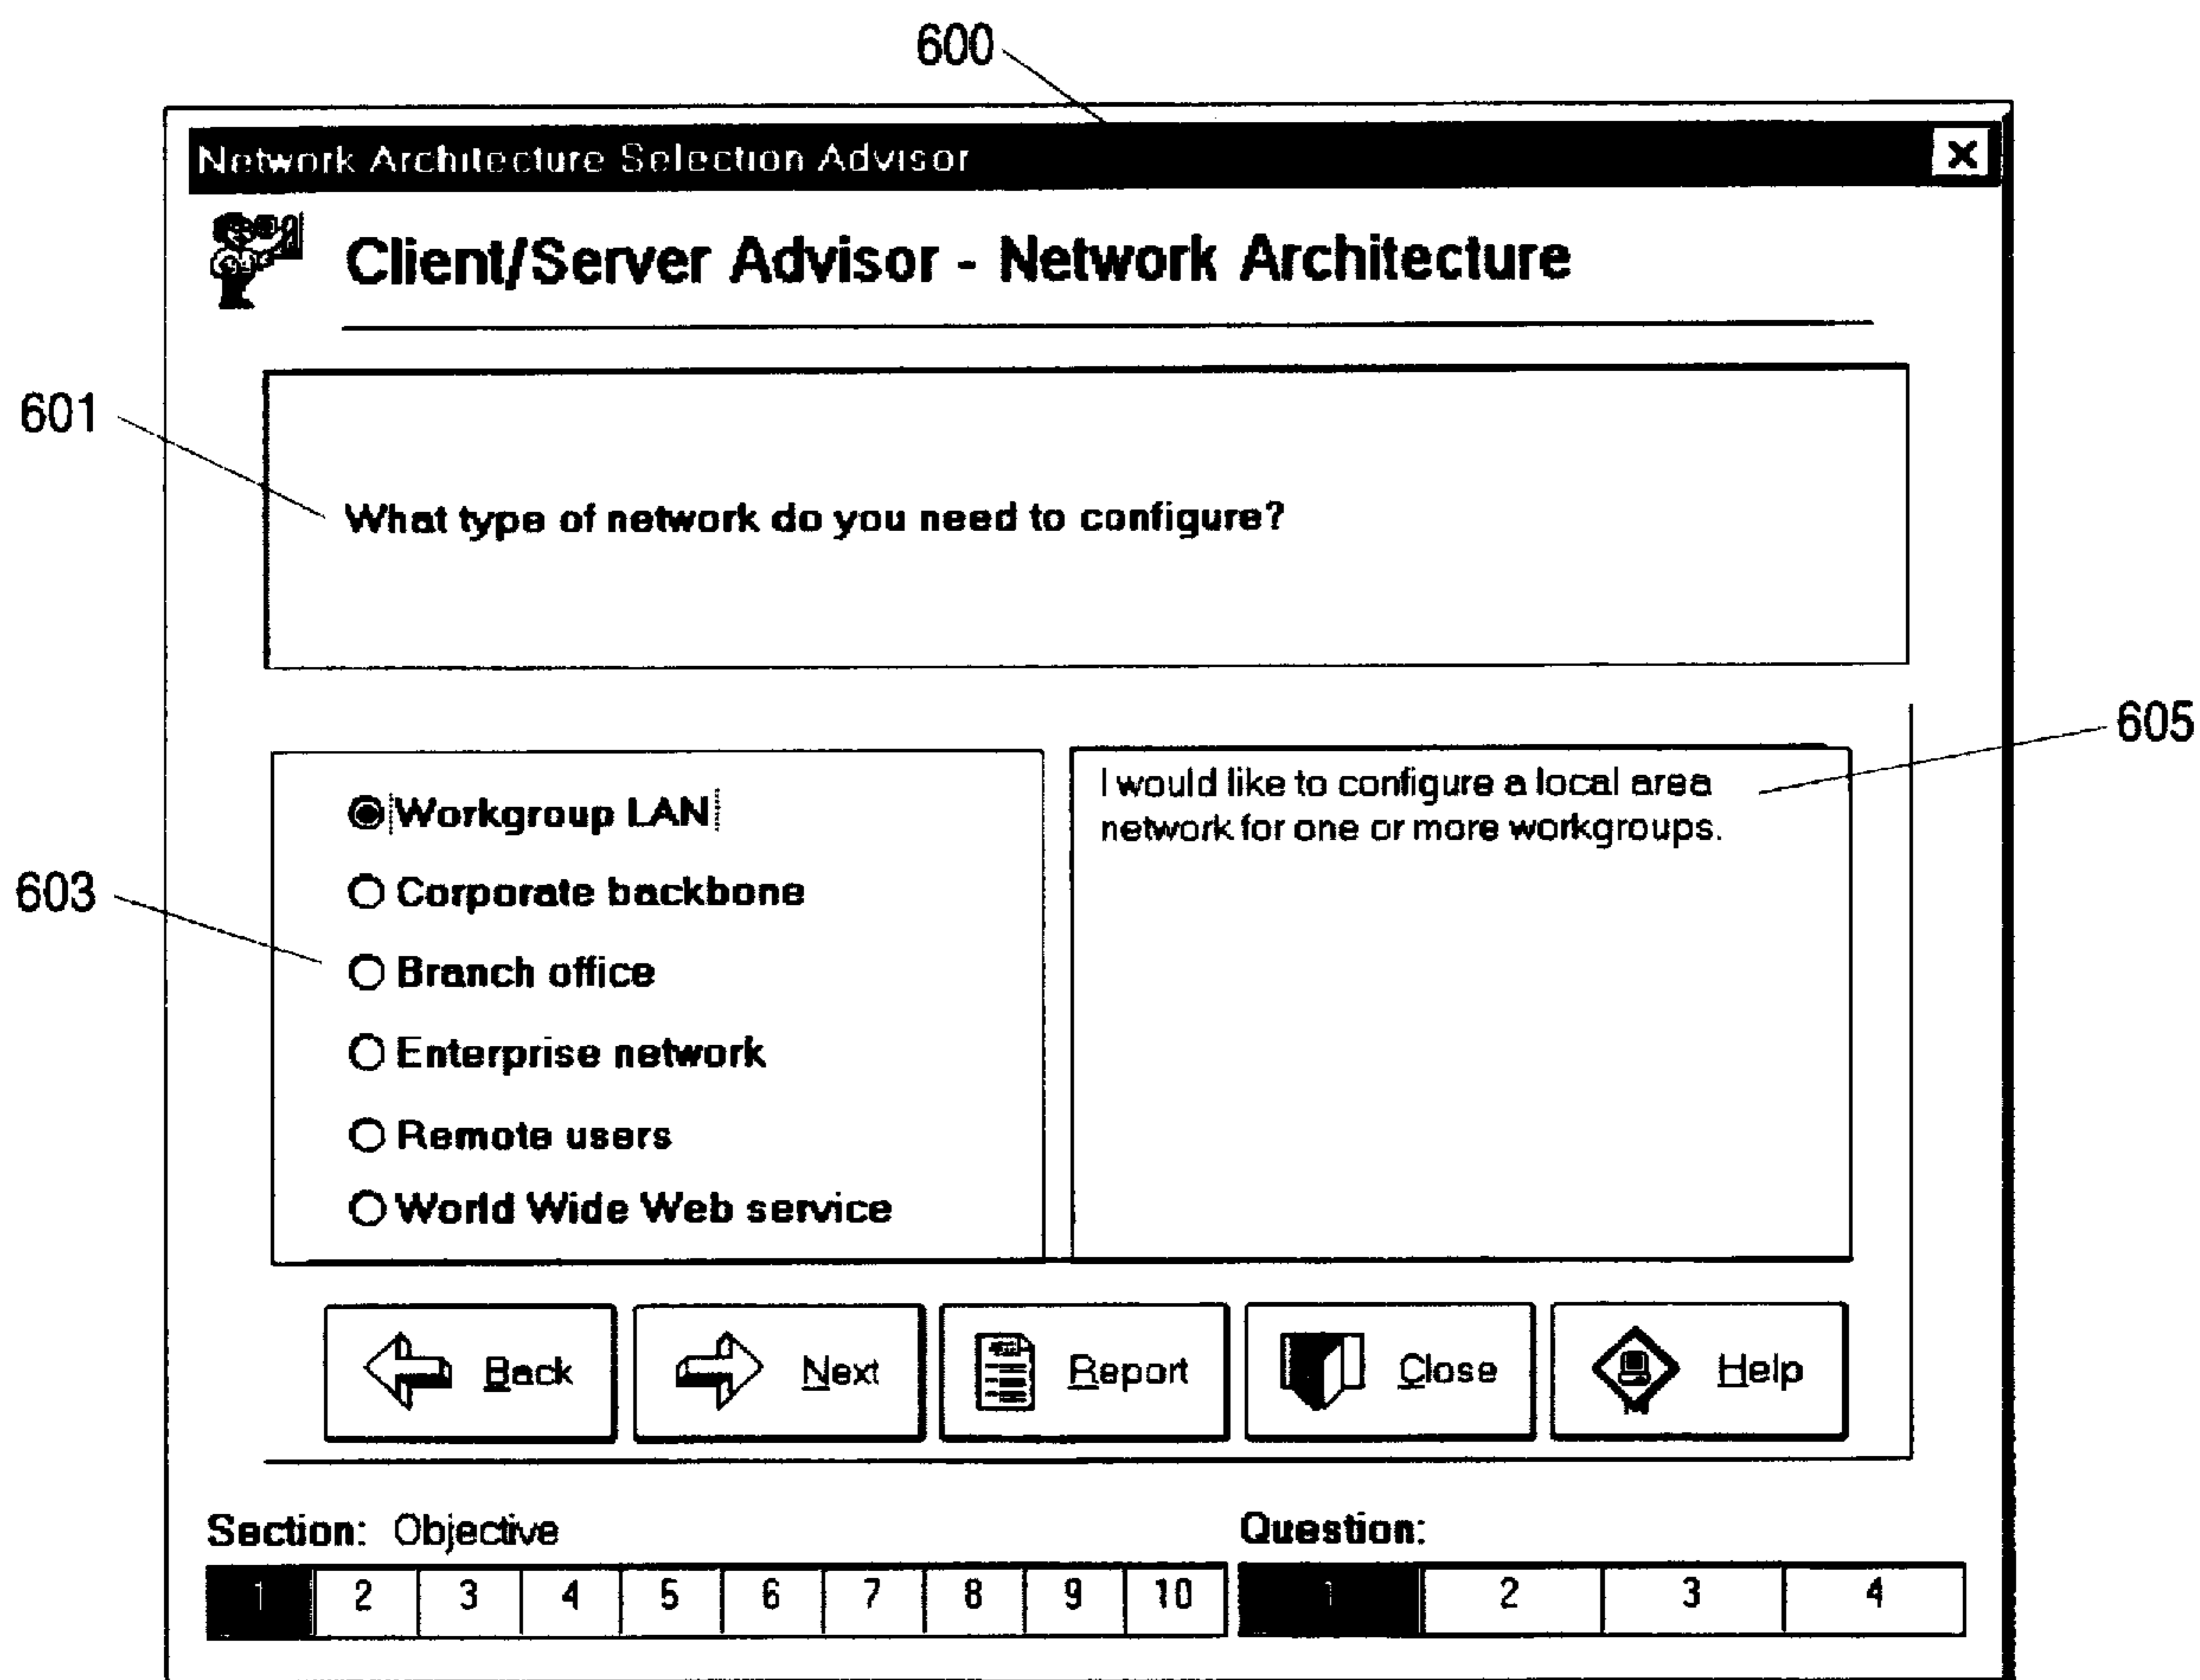 600
Network Architecture Selection Advisor
Client/Server Advisor - Network Architecture
601
What type of network do you need to configure?
605
I would like to configure a local area
network for one or more workgroups.
603
Workgroup LAN
Corporate backbone
Branch office
Enterprise network
Remote users
World Wide Web service
Back Next Report Close Help
Section: Objective Question:
1 2 3 4 5 6 7 8 9 10 1 2 3 4